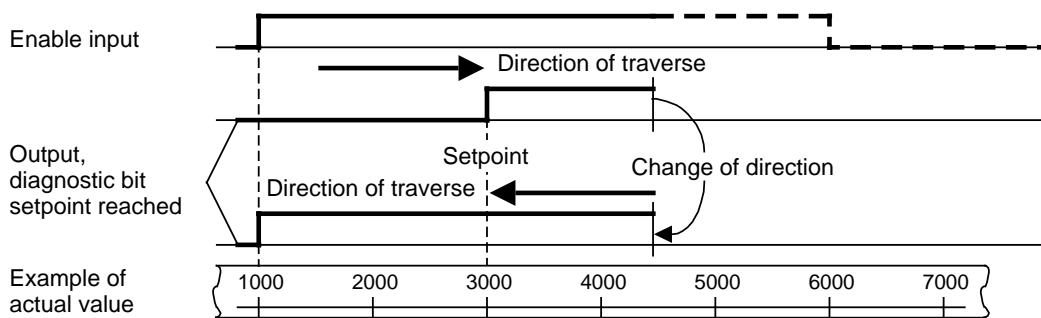 Enable input
Direction of traverse
Output,
diagnostic bit
setpoint reached
Setpoint
Change of direction
Direction of traverse
Example of
actual value
1000 2000 3000 4000 5000 6000 7000